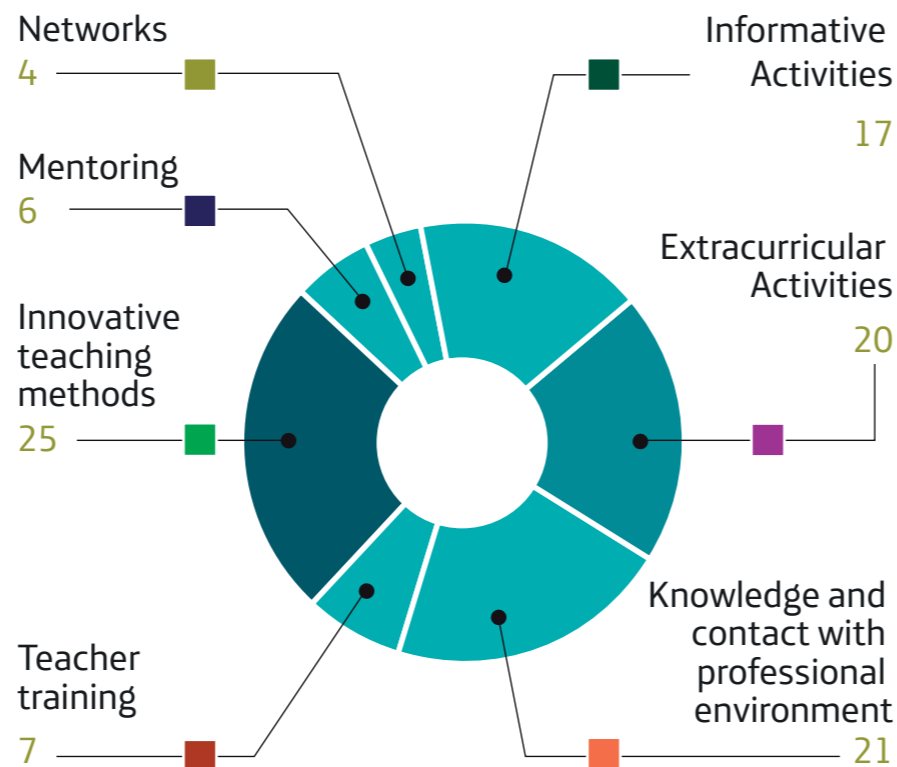 Networks
4
Mentoring
6
Innovative
teaching
methods
25
Teacher
training
7
Informative
Activities
17
Extracurricular
Activities
20
Knowledge and
contact with
professional
environment
21